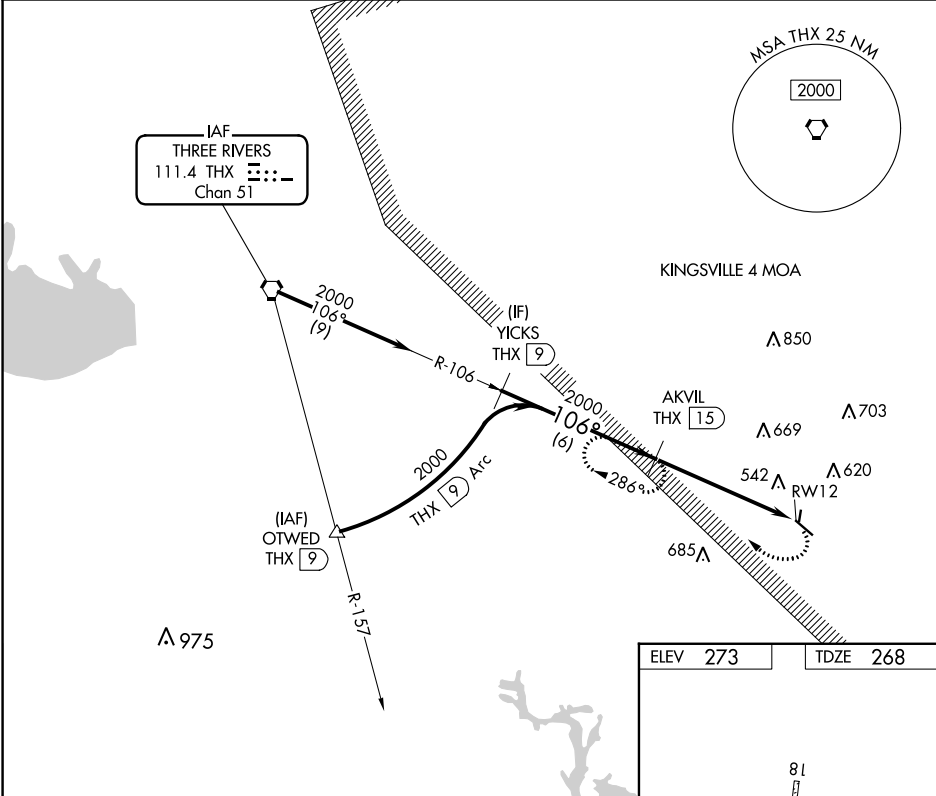 MSA THX 25 NM
2000
IAF
THREE RIVERS
111.4 THX
Chan 51
KINGSVILLE 4 MOA
2000
106°
(9)
(IF)
YICKS
THX 9
R-106
850
2000
106°
(6)
AKVIL
THX 15
703
669
2000
THX 9 Arc
286°
542
620
RW12
(IAF)
OTWED
THX 9
685
R-157
975
ELEV 273
TDZE 268
18